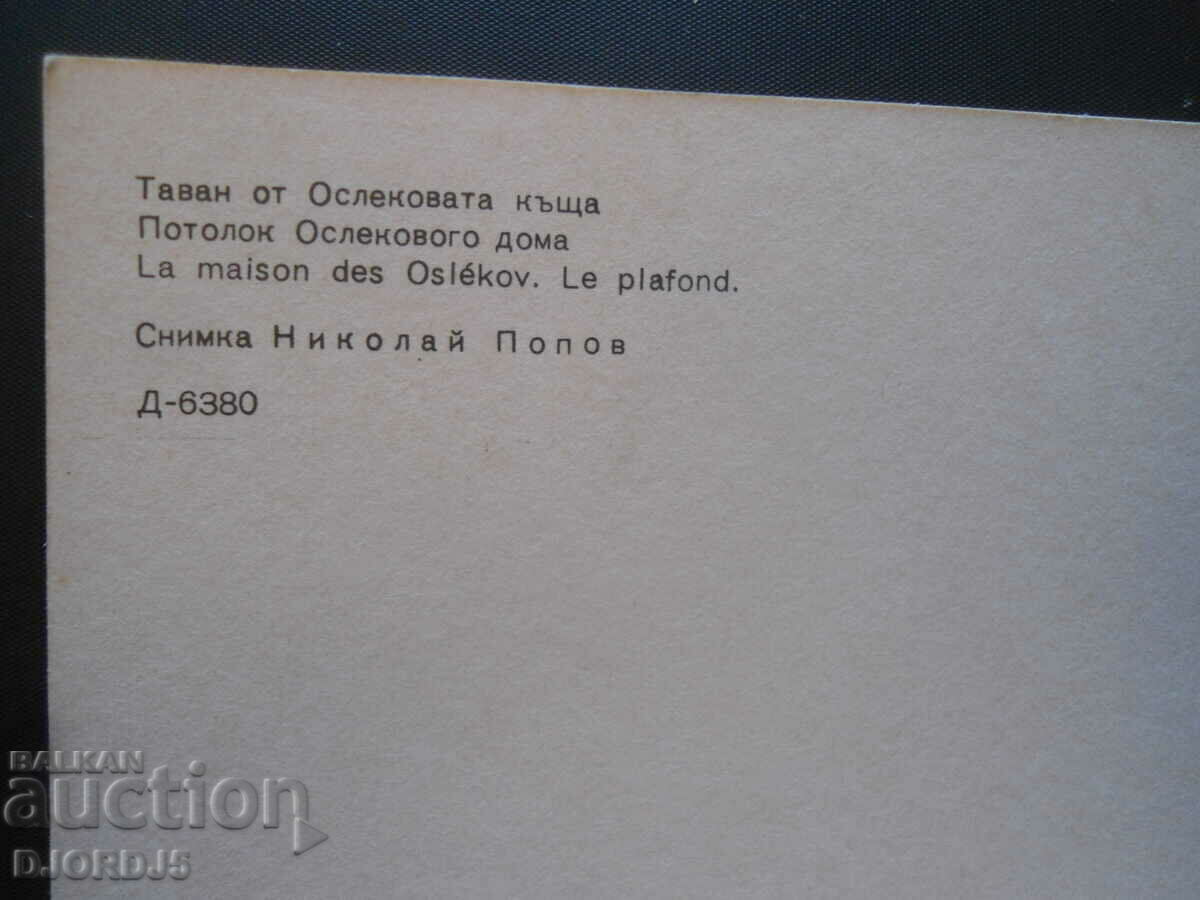 Таван от Ослековата къща
Потолок Ослекового дома
La maison des Oslékov. Le plafond.
Снимка Николай Попов
Д-6380
BALKAN
auction
DJORDJ5